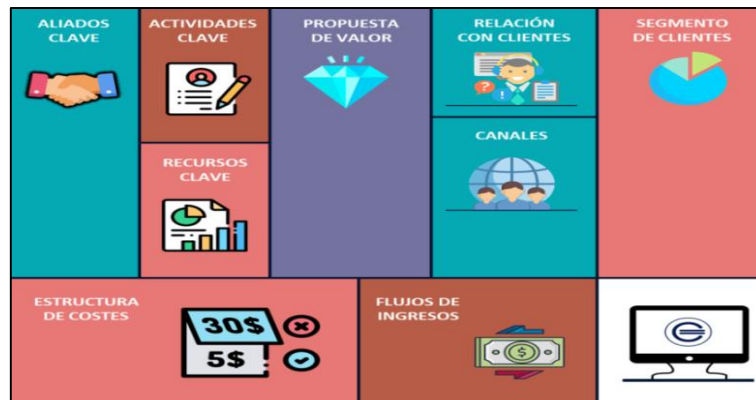 ALIADOS
CLAVE
ACTIVIDADES
CLAVE
PROPUESTA
DE VALOR
RELACIÓN
CON CLIENTES
SEGMENTO
DE CLIENTES
RECURSOS
CLAVE
CANALES
ESTRUCTURA
DE COSTES
30$
5$
FLUJOS DE
INGRESOS